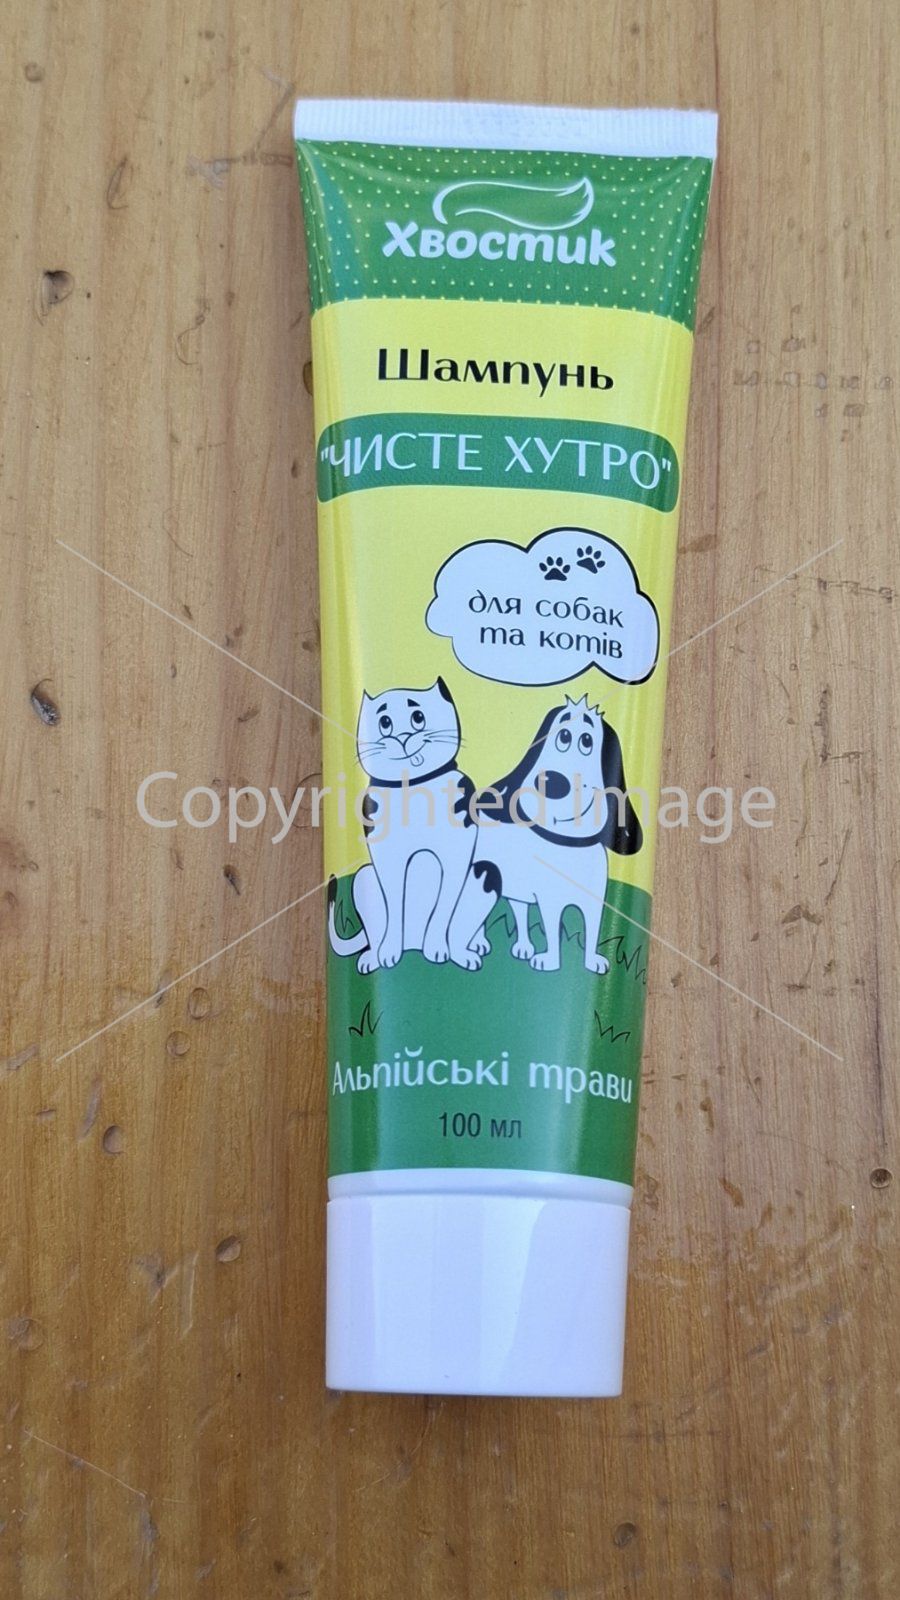 Хвостик
Шампунь
"ЧИСТЕ ХУТРО"
для собак
та котів
Copyrighted Image
Альпійські трави
100 мл